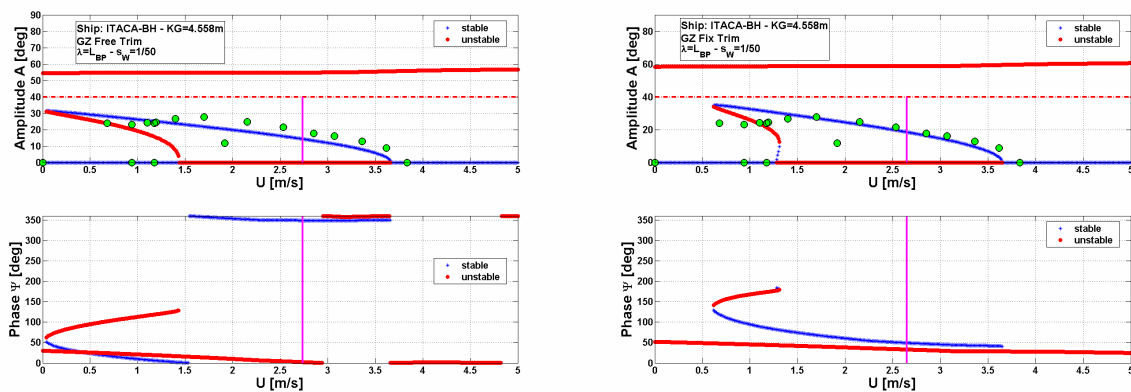 Ship: ITACA-BH - KG=4.558m
GZ Free Trim
λ=L_BP - s_W=1/50
stable
unstable
Amplitude A [deg]
90
80
70
60
50
40
30
20
10
0
0 0.5 1 1.5 2 2.5 3 3.5 4 4.5 5
U [m/s]
Ship: ITACA-BH - KG=4.558m
GZ Fix Trim
λ=L_BP - s_W=1/50
stable
unstable
Amplitude A [deg]
90
80
70
60
50
40
30
20
10
0
0 0.5 1 1.5 2 2.5 3 3.5 4 4.5 5
U [m/s]
stable
unstable
Phase Ψ [deg]
350
300
250
200
150
100
50
0
0 0.5 1 1.5 2 2.5 3 3.5 4 4.5 5
U [m/s]
stable
unstable
Phase Ψ [deg]
350
300
250
200
150
100
50
0
0 0.5 1 1.5 2 2.5 3 3.5 4 4.5 5
U [m/s]